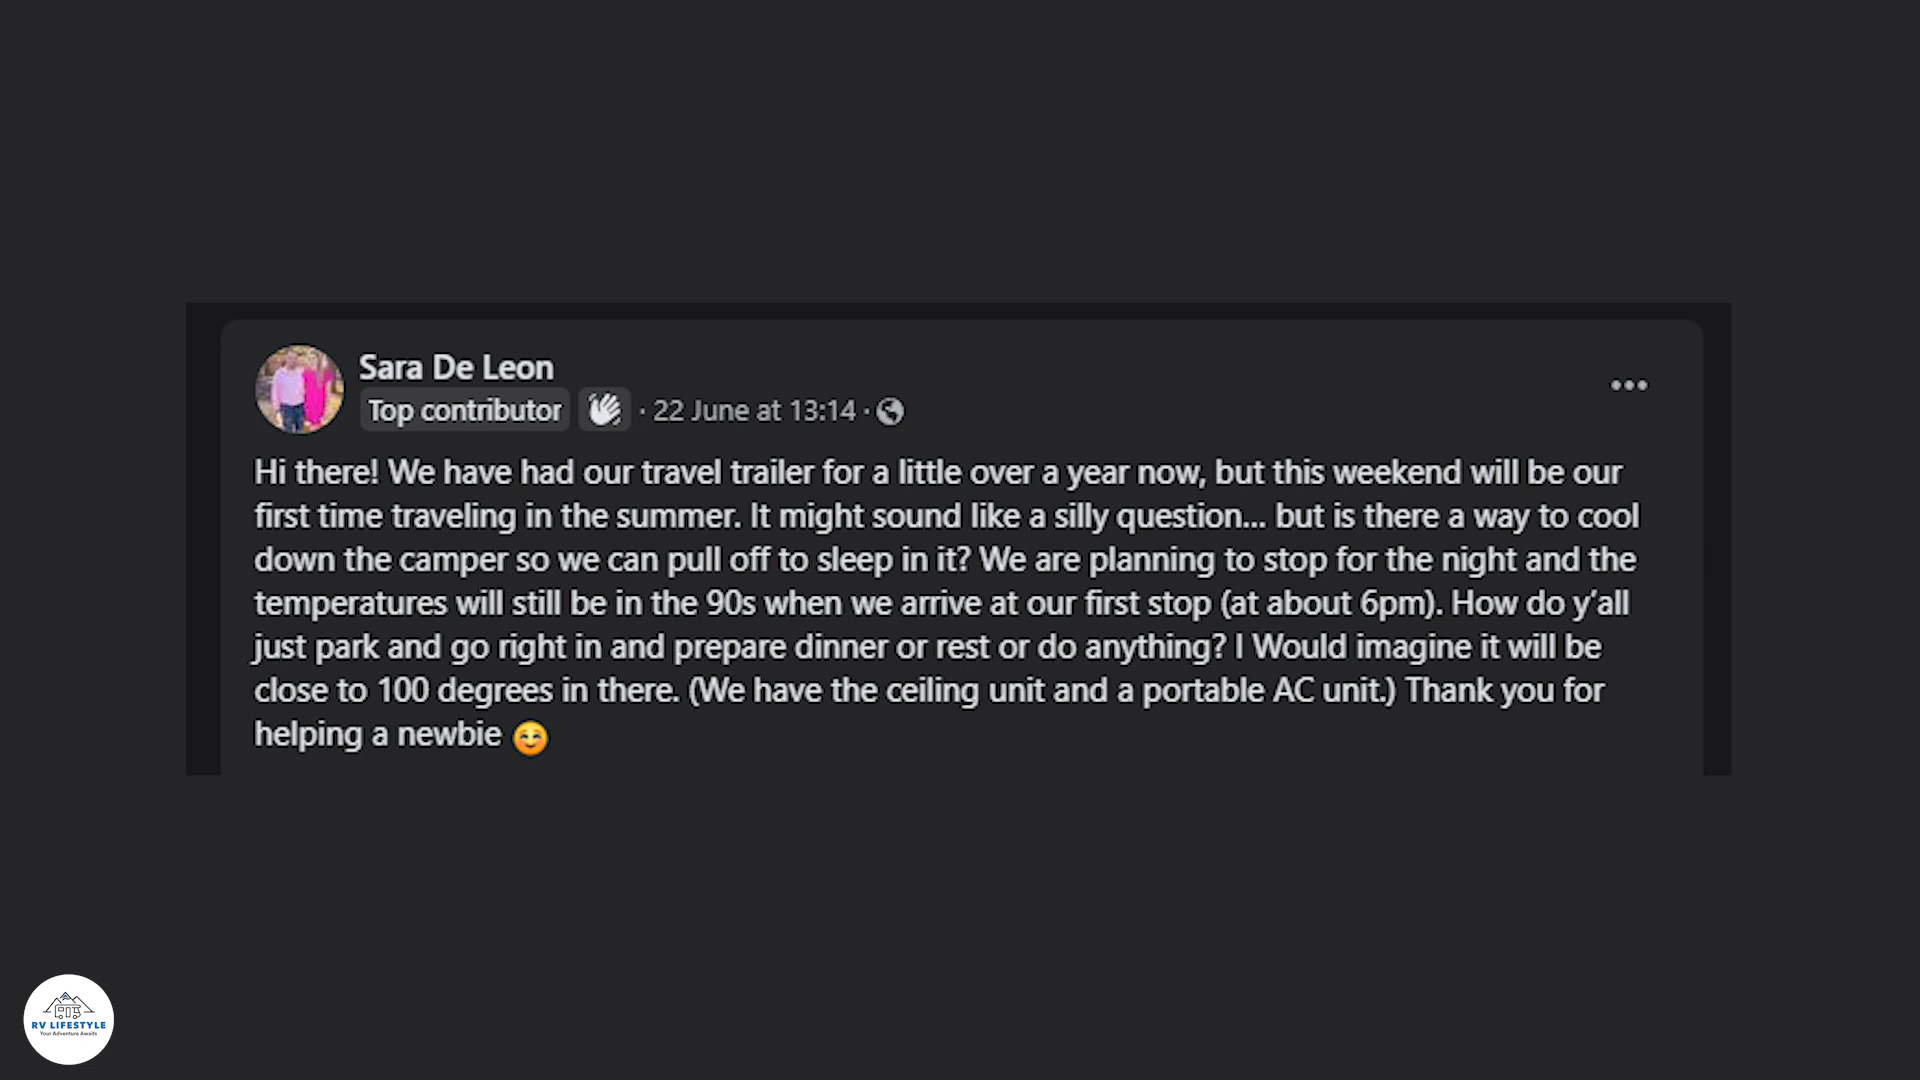 Sara De Leon
Top contributor · 22 June at 13:14 ·
Hi there! We have had our travel trailer for a little over a year now, but this weekend will be our
first time traveling in the summer. It might sound like a silly question... but is there a way to cool
down the camper so we can pull off to sleep in it? We are planning to stop for the night and the
temperatures will still be in the 90s when we arrive at our first stop (at about 6pm). How do y'all
just park and go right in and prepare dinner or rest or do anything? I Would imagine it will be
close to 100 degrees in there. (We have the ceiling unit and a portable AC unit.) Thank you for
helping a newbie 😊
RV LIFESTYLE
Your Adventure Awaits